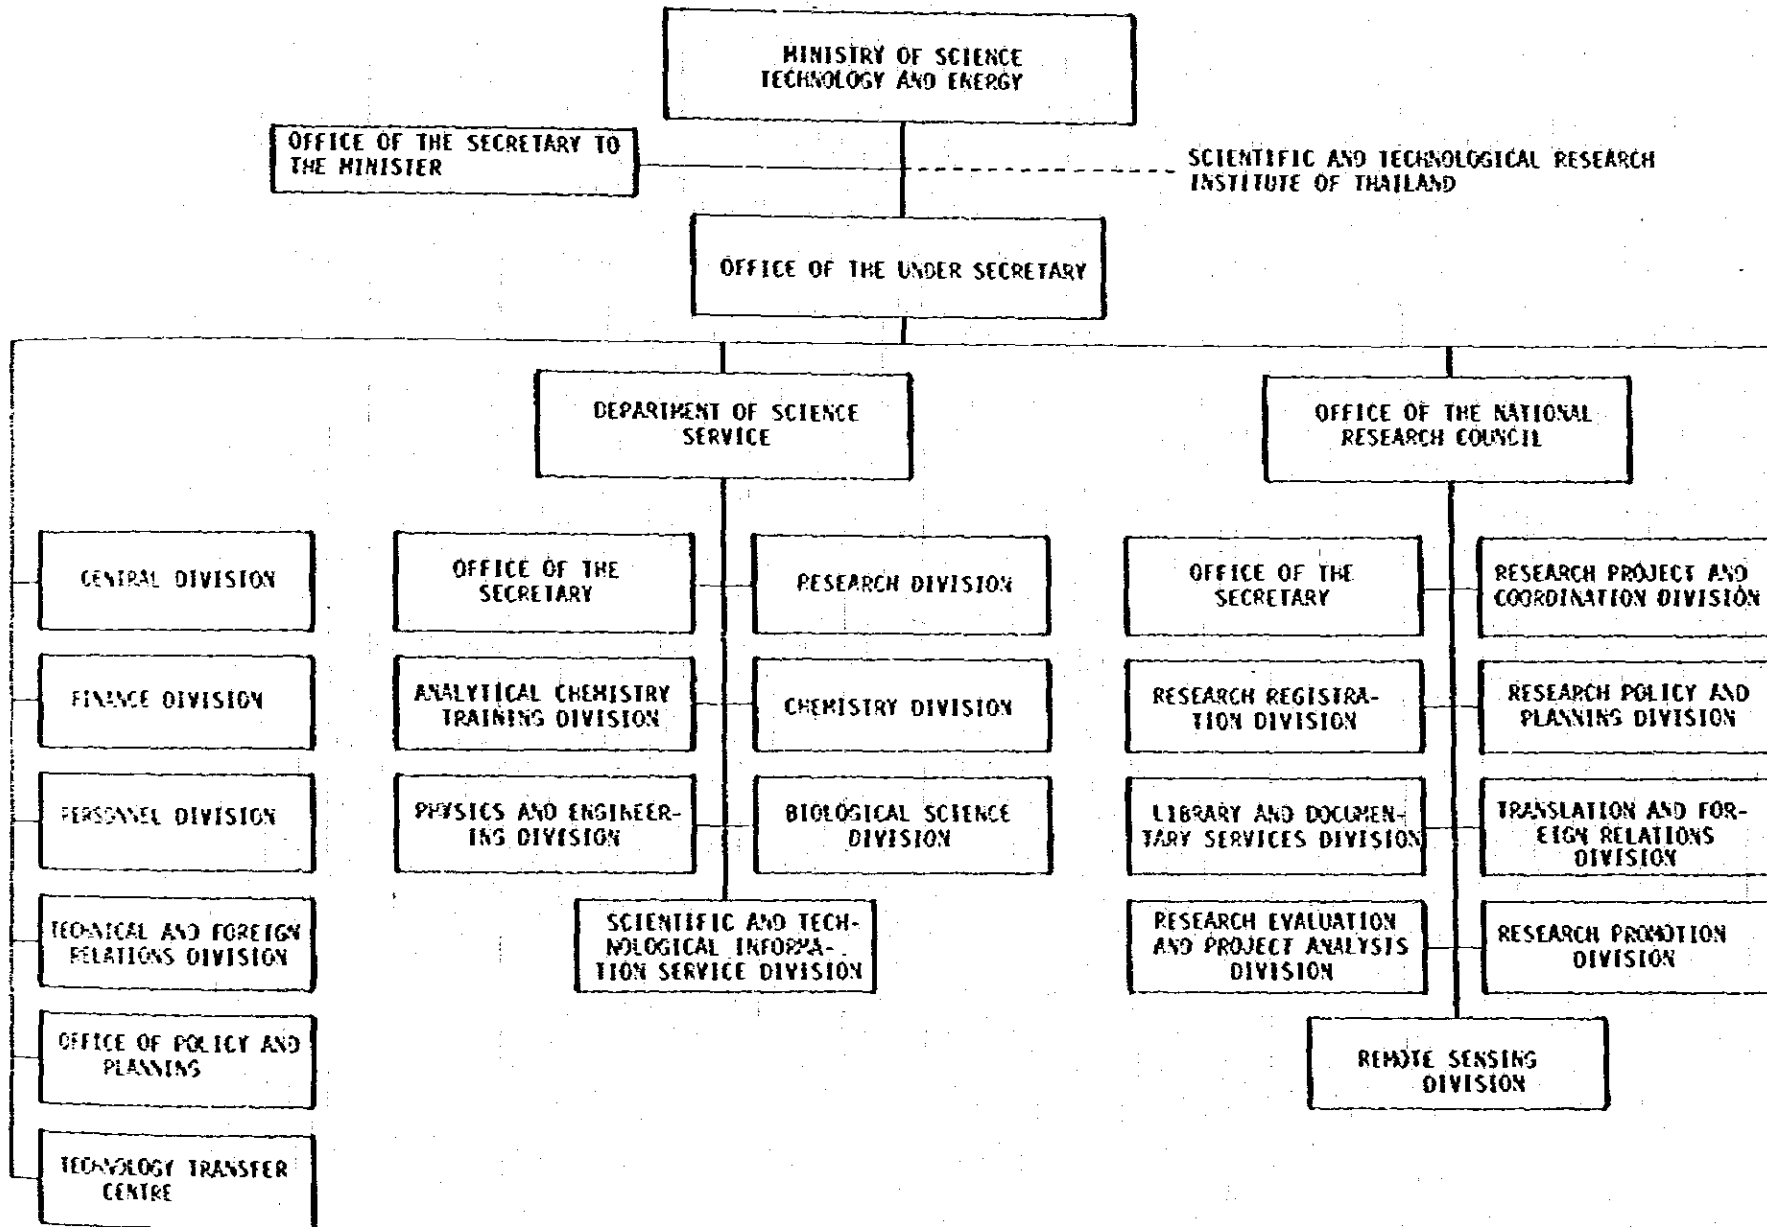 MINISTRY OF SCIENCE
TECHNOLOGY AND ENERGY
OFFICE OF THE SECRETARY TO
THE MINISTER
SCIENTIFIC AND TECHNOLOGICAL RESEARCH
INSTITUTE OF THAILAND
OFFICE OF THE UNDER SECRETARY
DEPARTMENT OF SCIENCE
SERVICE
OFFICE OF THE NATIONAL
RESEARCH COUNCIL
CENTRAL DIVISION
FINANCE DIVISION
PERSONNEL DIVISION
TECHNICAL AND FOREIGN
RELATIONS DIVISION
OFFICE OF POLICY AND
PLANNING
TECHNOLOGY TRANSFER
CENTRE
OFFICE OF THE
SECRETARY
RESEARCH DIVISION
ANALYTICAL CHEMISTRY
TRAINING DIVISION
CHEMISTRY DIVISION
PHYSICS AND ENGINEER-
ING DIVISION
BIOLOGICAL SCIENCE
DIVISION
SCIENTIFIC AND TECH-
NOLOGICAL INFORMA-
TION SERVICE DIVISION
OFFICE OF THE
SECRETARY
RESEARCH PROJECT AND
COORDINATION DIVISION
RESEARCH REGISTRA-
TION DIVISION
RESEARCH POLICY AND
PLANNING DIVISION
LIBRARY AND DOCUMEN-
TARY SERVICES DIVISION
TRANSLATION AND FOR-
EIGN RELATIONS
DIVISION
RESEARCH EVALUATION
AND PROJECT ANALYSIS
DIVISION
RESEARCH PROMOTION
DIVISION
REMOTE SENSING
DIVISION